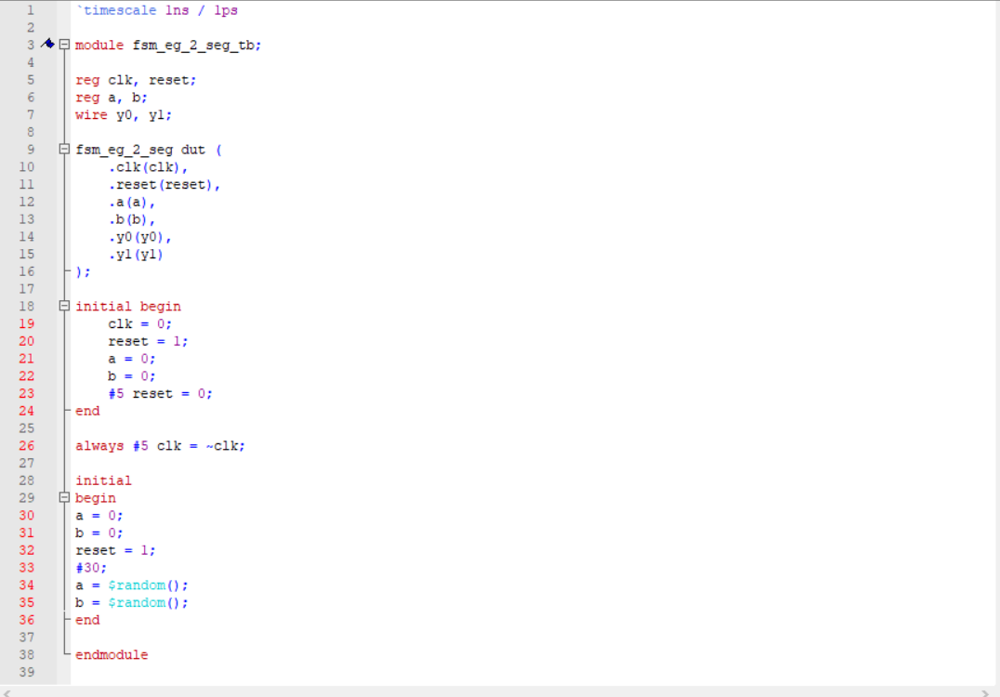 1 `timescale 1ns / 1ps
2
3 module fsm_eg_2_seg_tb;
4
5 reg clk, reset;
6 reg a, b;
7 wire y0, y1;
8
9 fsm_eg_2_seg dut (
10 .clk(clk),
11 .reset(reset),
12 .a(a),
13 .b(b),
14 .y0(y0),
15 .y1(y1)
16 );
17
18 initial begin
19 clk = 0;
20 reset = 1;
21 a = 0;
22 b = 0;
23 #5 reset = 0;
24 end
25
26 always #5 clk = ~clk;
27
28 initial
29 begin
30 a = 0;
31 b = 0;
32 reset = 1;
33 #30;
34 a = $random();
35 b = $random();
36 end
37
38 endmodule
39